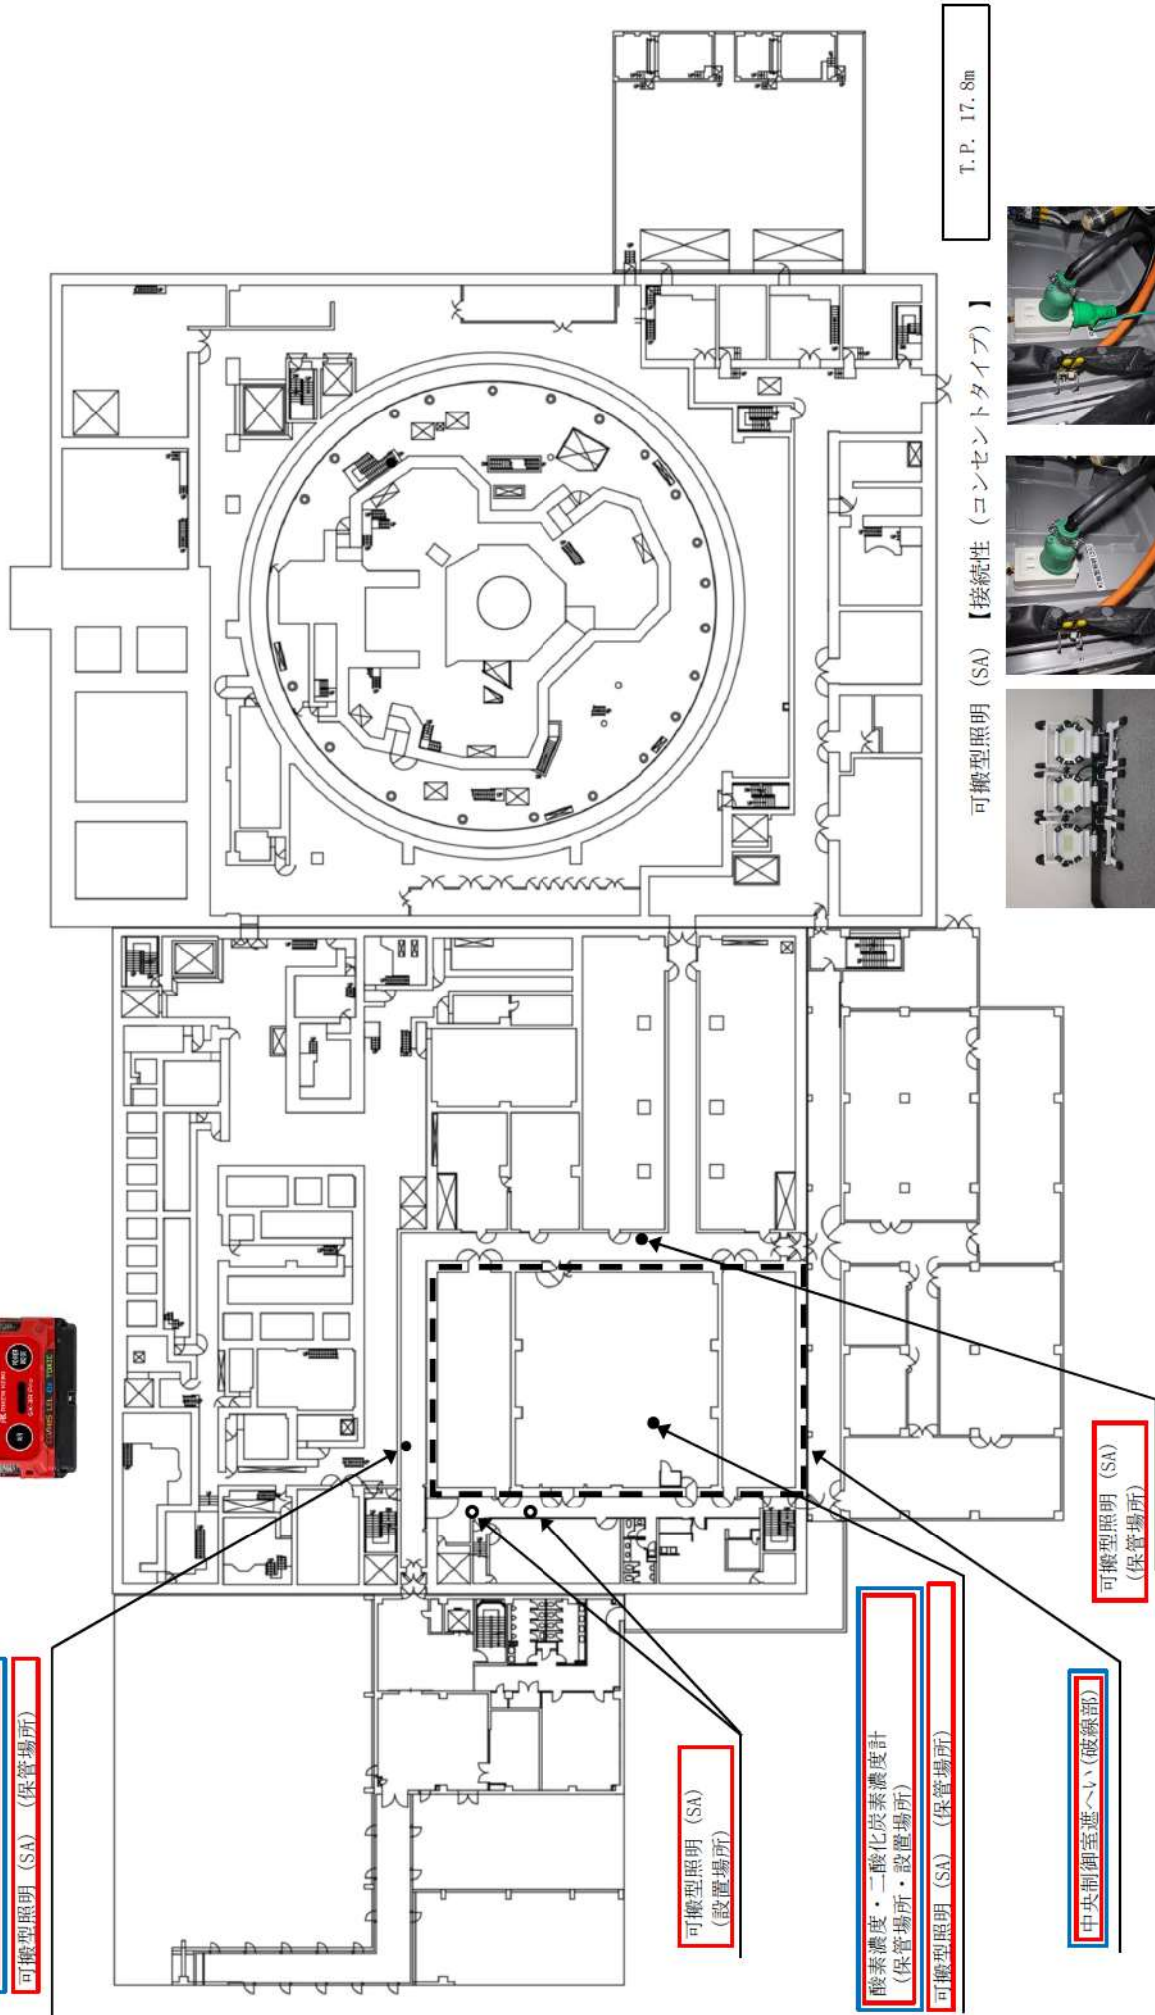 可搬型照明 (SA) (保管場所)
可搬型照明 (SA)
(設置場所)
酸素濃度・二酸化炭素濃度計
(保管場所・設置場所)
可搬型照明 (SA) (保管場所)
中央制御室遮へい(破線部)
可搬型照明 (SA)
(保管場所)
可搬型照明 (SA) 【接続性 (コンセントタイプ) 】
T.P. 17.8m